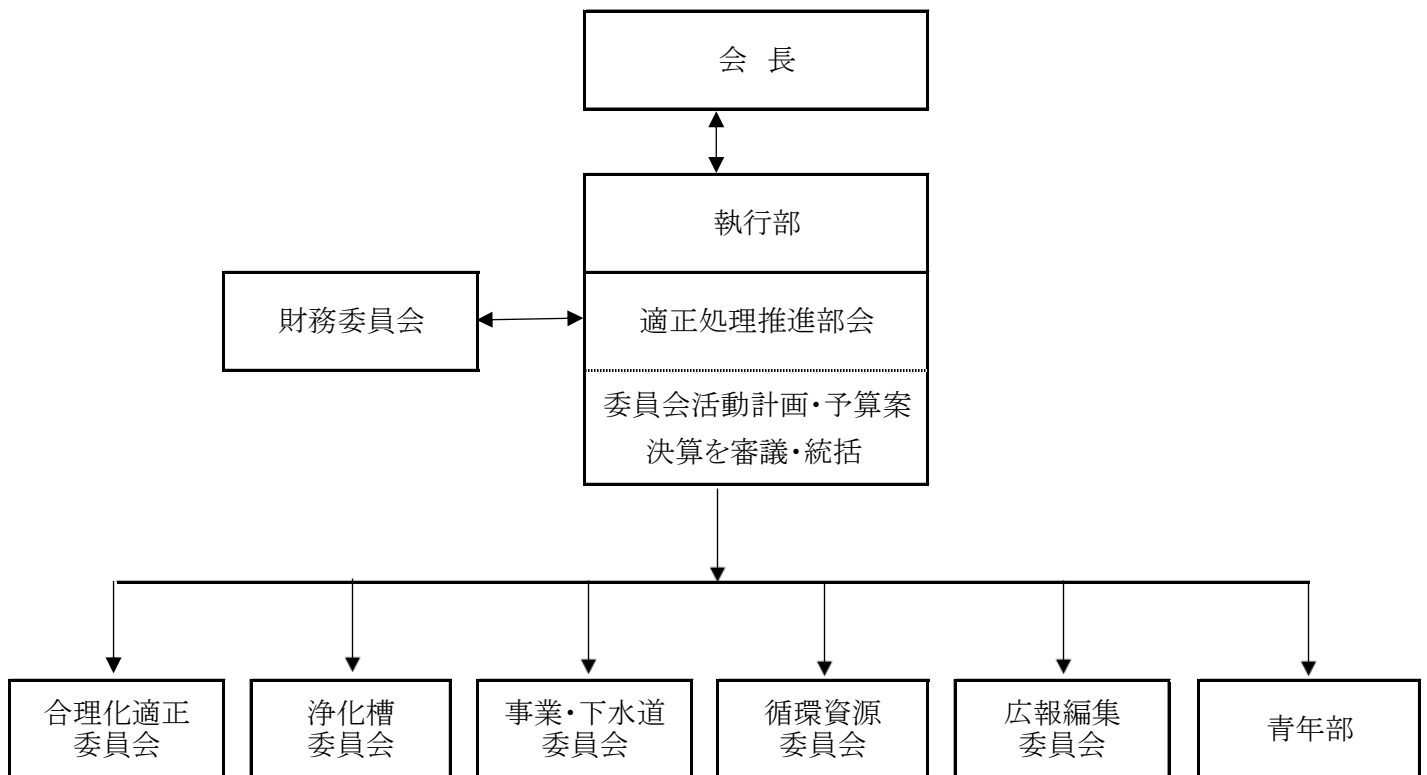 会 長
執行部
財務委員会
適正処理推進部会
委員会活動計画・予算案
決算を審議・統括
合理化適正
委員会
浄化槽
委員会
事業・下水道
委員会
循環資源
委員会
広報編集
委員会
青年部